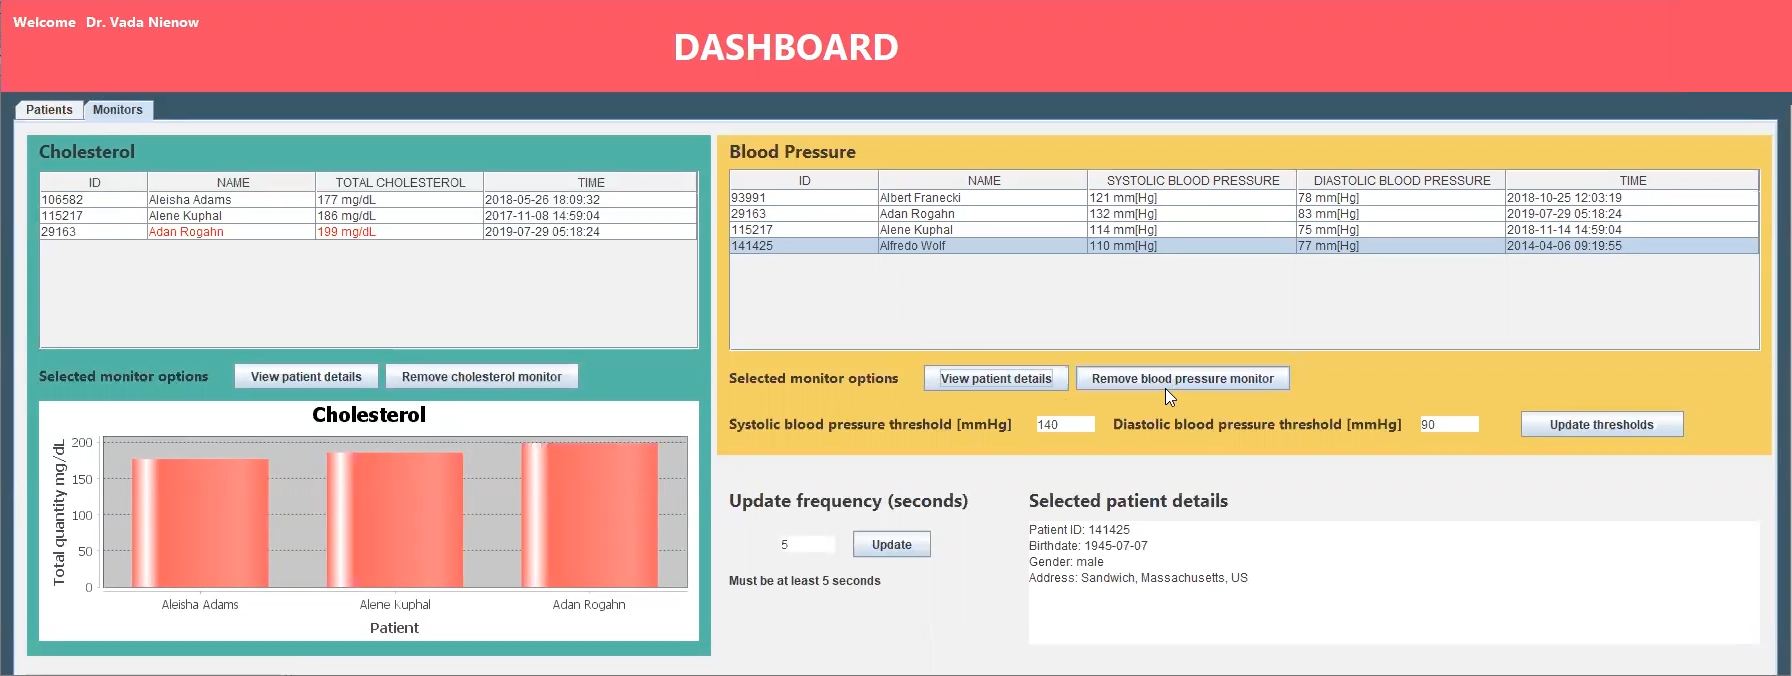 Welcome Dr. Vada Nienow
DASHBOARD
Patients Monitors
Cholesterol
ID NAME TOTAL CHOLESTEROL TIME
106582 Aleisha Adams 177 mg/dL 2018-05-26 18:09:32
115217 Alene Kuphal 186 mg/dL 2017-11-08 14:59:04
29163 Adan Rogahn 199 mg/dL 2019-07-29 05:18:24
Selected monitor options View patient details Remove cholesterol monitor
Cholesterol
Total quantity mg/dL
200
150
100
50
0
Aleisha Adams Alene Kuphal Adan Rogahn
Patient
Blood Pressure
ID NAME SYSTOLIC BLOOD PRESSURE DIASTOLIC BLOOD PRESSURE TIME
93991 Albert Franecki 121 mm[Hg] 78 mm[Hg] 2018-10-25 12:03:19
29163 Adan Rogahn 132 mm[Hg] 83 mm[Hg] 2019-07-29 05:18:24
115217 Alene Kuphal 114 mm[Hg] 75 mm[Hg] 2018-11-14 14:59:04
141425 Alfredo Wolf 110 mm[Hg] 77 mm[Hg] 2014-04-06 09:19:55
Selected monitor options View patient details Remove blood pressure monitor
Systolic blood pressure threshold [mmHg] 140 Diastolic blood pressure threshold [mmHg] 90 Update thresholds
Update frequency (seconds)
5 Update
Must be at least 5 seconds
Selected patient details
Patient ID: 141425
Birthdate: 1945-07-07
Gender: male
Address: Sandwich, Massachusetts, US